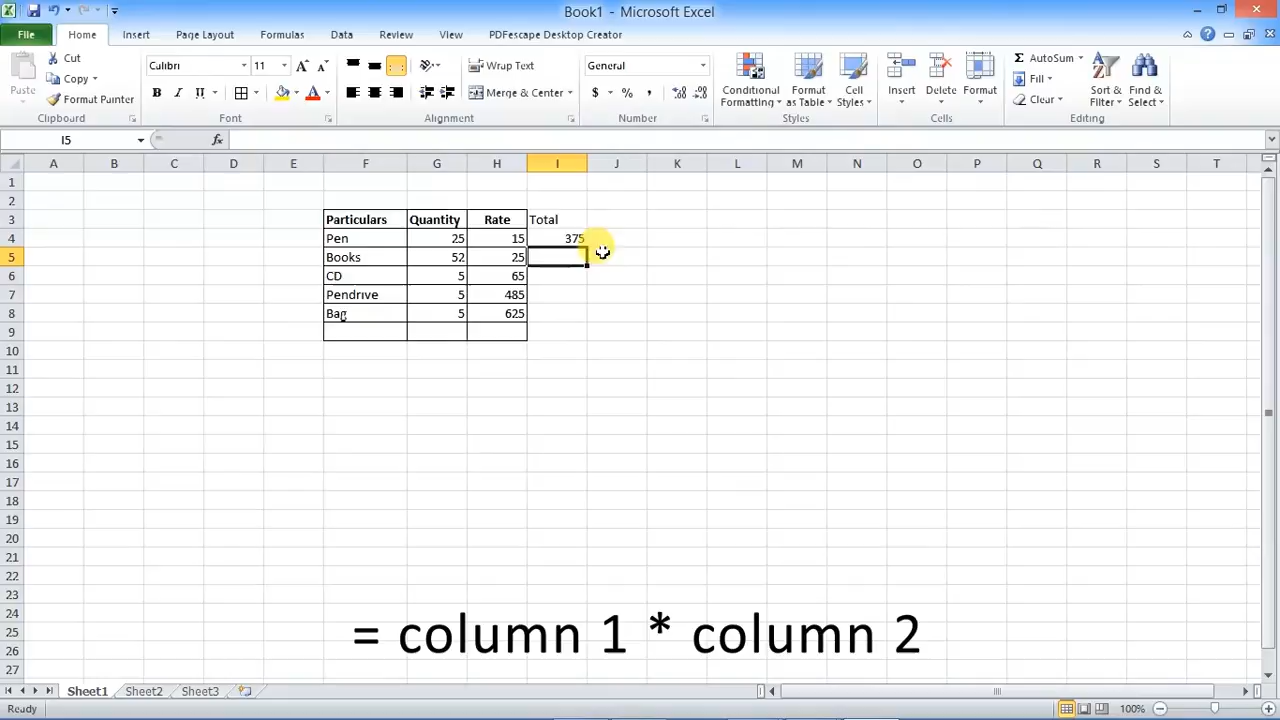 Book1 - Microsoft Excel
File Home Insert Page Layout Formulas Data Review View PDFescape Desktop Creator
Paste
Cut
Copy
Format Painter
Clipboard
Calibri 11
B I U A
Font
Wrap Text
Merge & Center
Alignment
General
$ % ,
Number
Conditional Formatting
Format as Table
Cell Styles
Styles
Insert Delete Format
Cells
AutoSum
Fill
Clear
Sort & Filter
Find & Select
Editing
I5 fx
A B C D E F G H I J K L M N O P Q R S T
1
2
3 Particulars Quantity Rate Total
4 Pen 25 15 375
5 Books 52 25
6 CD 5 65
7 Pendrive 5 485
8 Bag 5 625
9
10
11
12
13
14
15
16
17
18
19
20
21
22
23
24
25
26
27
= column 1 * column 2
Sheet1 Sheet2 Sheet3
Ready 100%